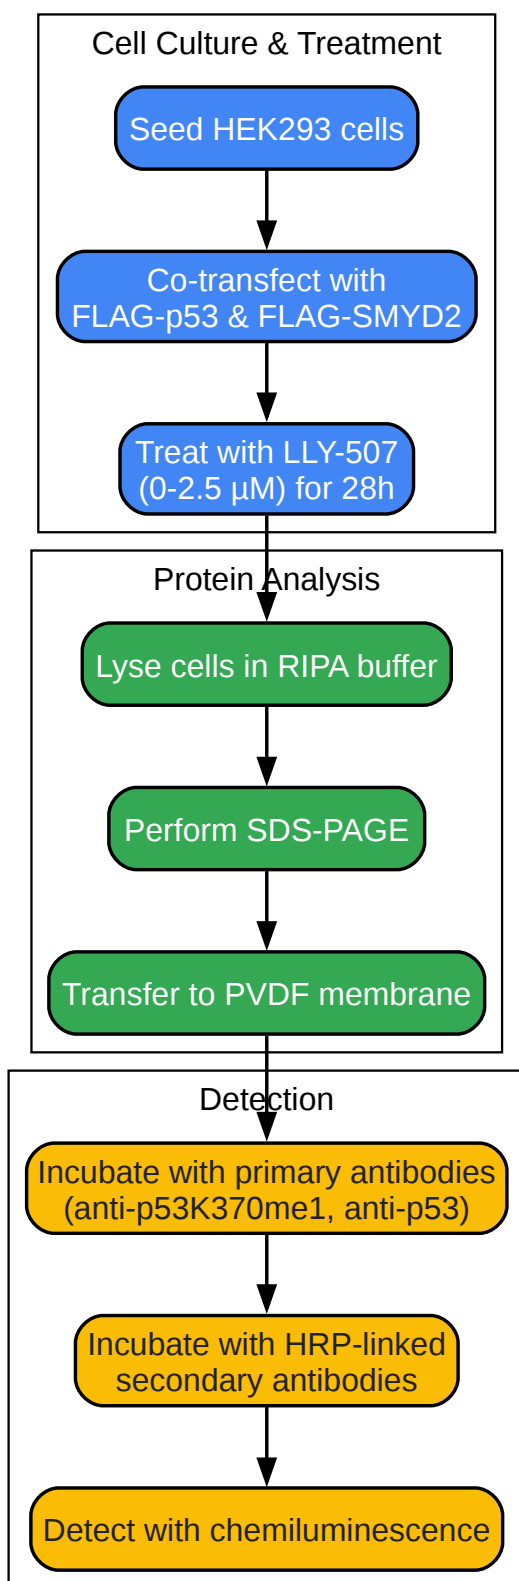 Cell Culture & Treatment
Seed HEK293 cells
Co-transfect with
FLAG-p53 & FLAG-SMYD2
Treat with LLY-507
(0-2.5 µM) for 28h
Protein Analysis
Lyse cells in RIPA buffer
Perform SDS-PAGE
Transfer to PVDF membrane
Detection
Incubate with primary antibodies
(anti-p53K370me1, anti-p53)
Incubate with HRP-linked
secondary antibodies
Detect with chemiluminescence